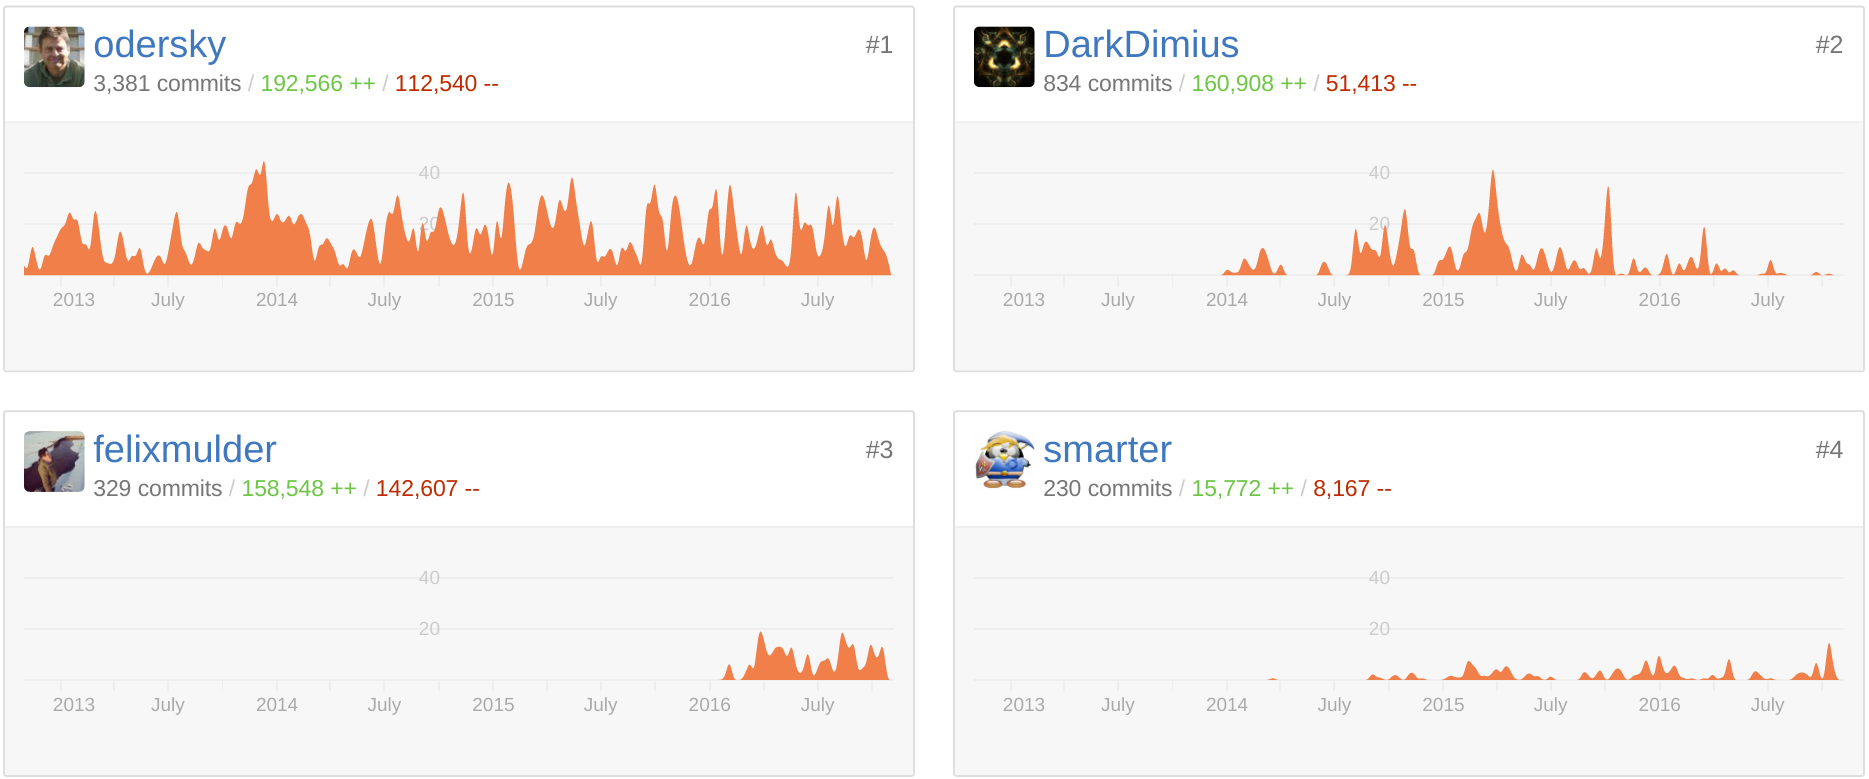 odersky #1
3,381 commits / 192,566 ++ / 112,540 --
40
20
2013 July 2014 July 2015 July 2016 July
DarkDimius #2
834 commits / 160,908 ++ / 51,413 --
40
20
2013 July 2014 July 2015 July 2016 July
felixmulder #3
329 commits / 158,548 ++ / 142,607 --
40
20
2013 July 2014 July 2015 July 2016 July
smarter #4
230 commits / 15,772 ++ / 8,167 --
40
20
2013 July 2014 July 2015 July 2016 July